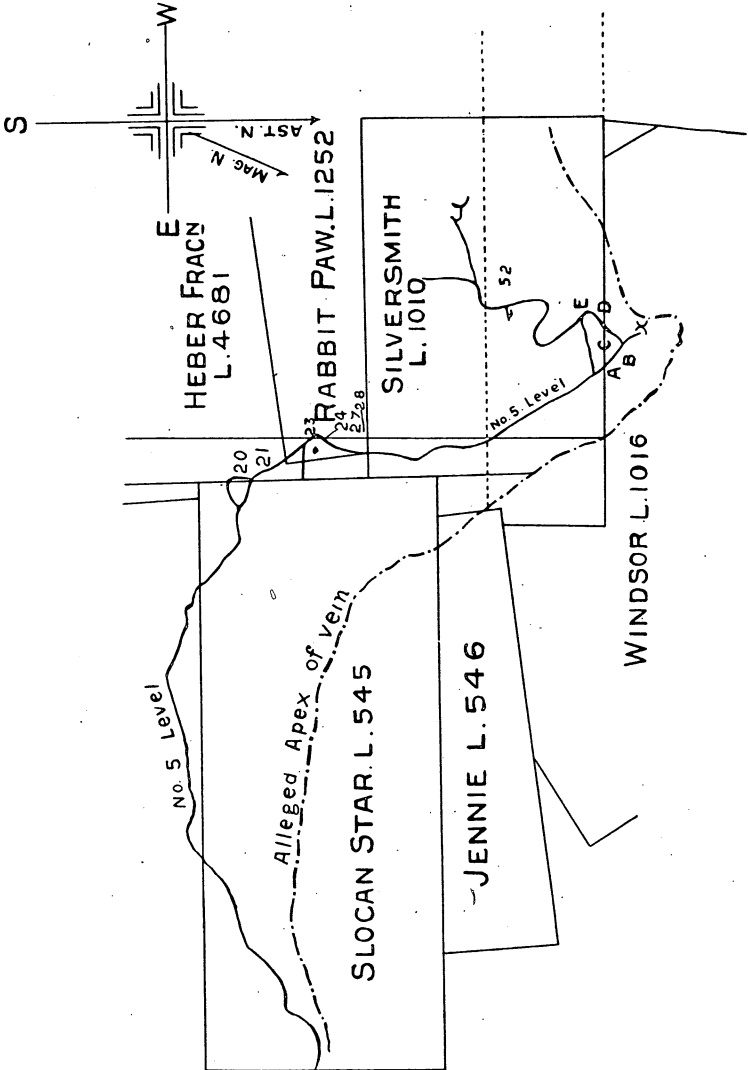 S
W
E
AST. N.
MAG. N.
HEBER FRACN
L. 4681
RABBIT PAW. L. 1252
SILVERSMITH
L. 1010
52
E
D
C
B
A
X
No. 5. Level
20
21
23
24
27
28
No. 5 Level
Alleged Apex of vein
SLOCAN STAR. L. 545
JENNIE L. 546
WINDSOR L. 1016